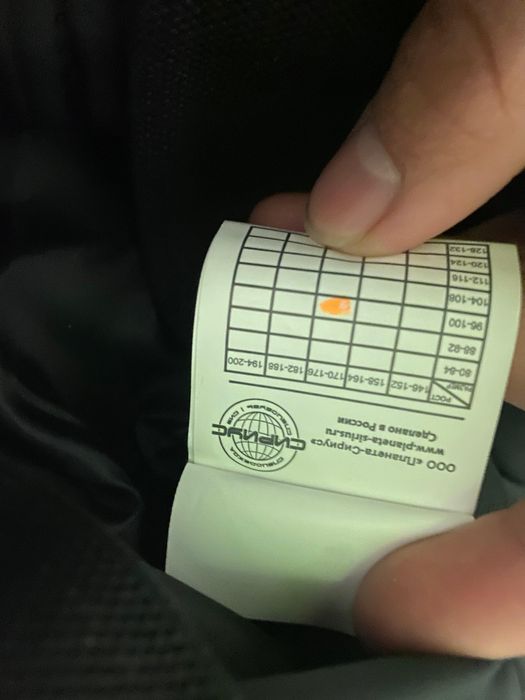 СПЕЦОДЕЖДА
СИРИУС
ООО «Планета-Сириус»
www.planeta-sirius.ru
Сделано в России
РОСТ 146-152 158-164 170-176 182-188 194-200
РАЗМЕР
80-84
88-92
96-100
104-108
112-116
120-124
128-132